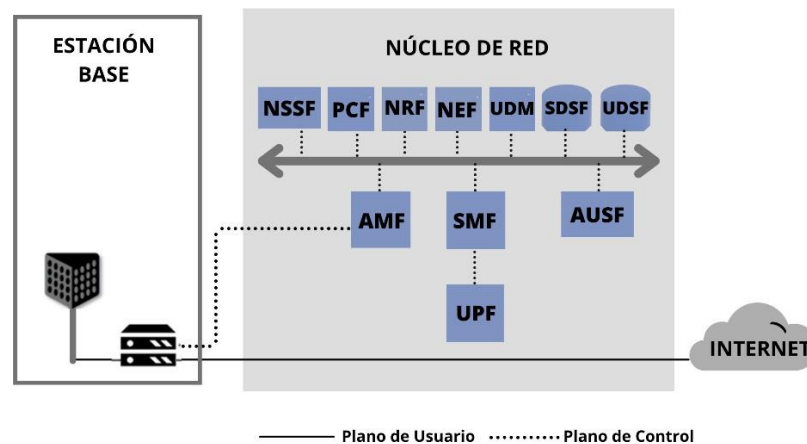 ESTACIÓN
BASE
NÚCLEO DE RED
NSSF PCF NRF NEF UDM SDSF UDSF
AMF SMF AUSF
UPF
INTERNET
Plano de Usuario Plano de Control